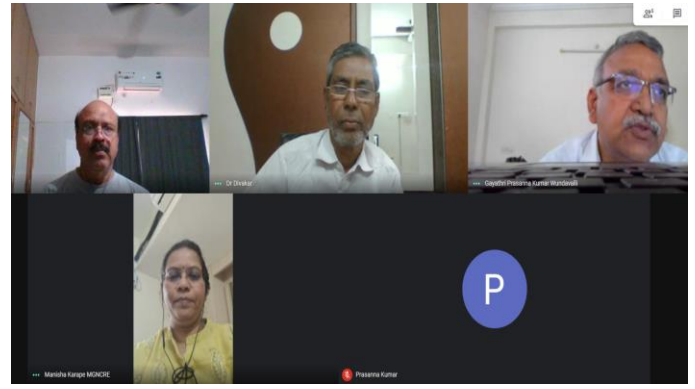 Dr Divakar
Gayathri Prasanna Kumar Wundavalli
P
Manisha Karape MGNCRE
Prasanna Kumar